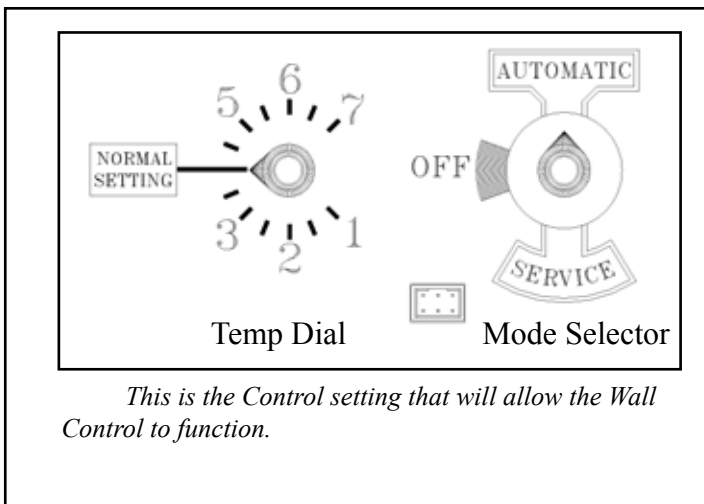 6
5
7
NORMAL
SETTING
3
2
1
AUTOMATIC
OFF
SERVICE
Temp Dial
Mode Selector
This is the Control setting that will allow the Wall
Control to function.